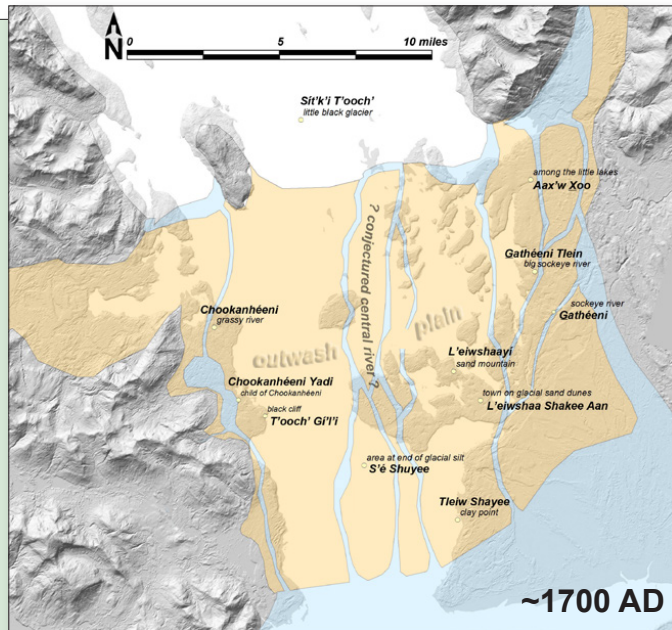 N
0 5 10 miles
Sít'k'i T'ooch'
little black glacier
among the little lakes
Aax'w Xoo
? conjectured central river ?
Gathéeni Tlein
big sockeye river
sockeye river
Gathéeni
Chookanhéeni
grassy river
outwash plain
L'eiwshaayi
sand mountain
Chookanhéeni Yadi
child of Chookanhéeni
town on glacial sand dunes
L'eiwshaa Shakee Aan
black cliff
T'ooch' Gí'l'i
area at end of glacial silt
S'é Shuyee
Tleiw Shayee
clay point
~1700 AD